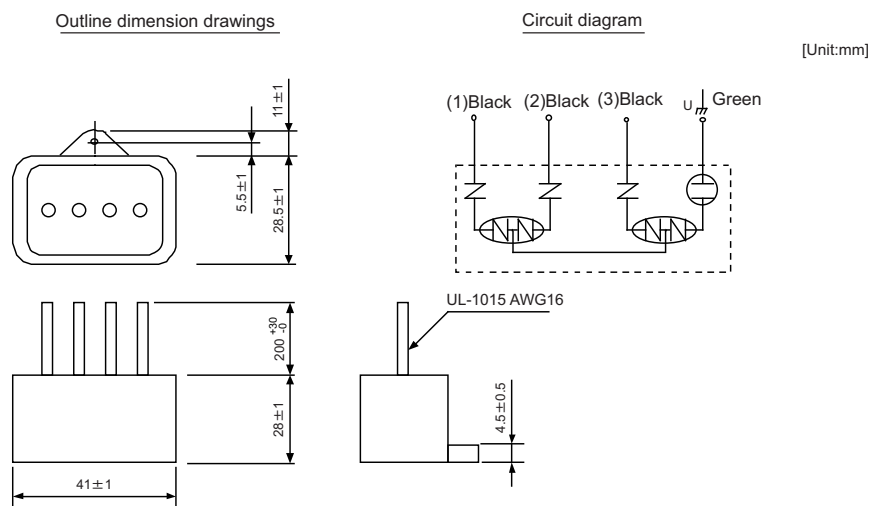 Outline dimension drawings
Circuit diagram
[Unit:mm]
11±1
5.5±1
28.5±1
(1)Black (2)Black (3)Black U Green
UL-1015 AWG16
200 +30 -0
28±1
4.5±0.5
41±1